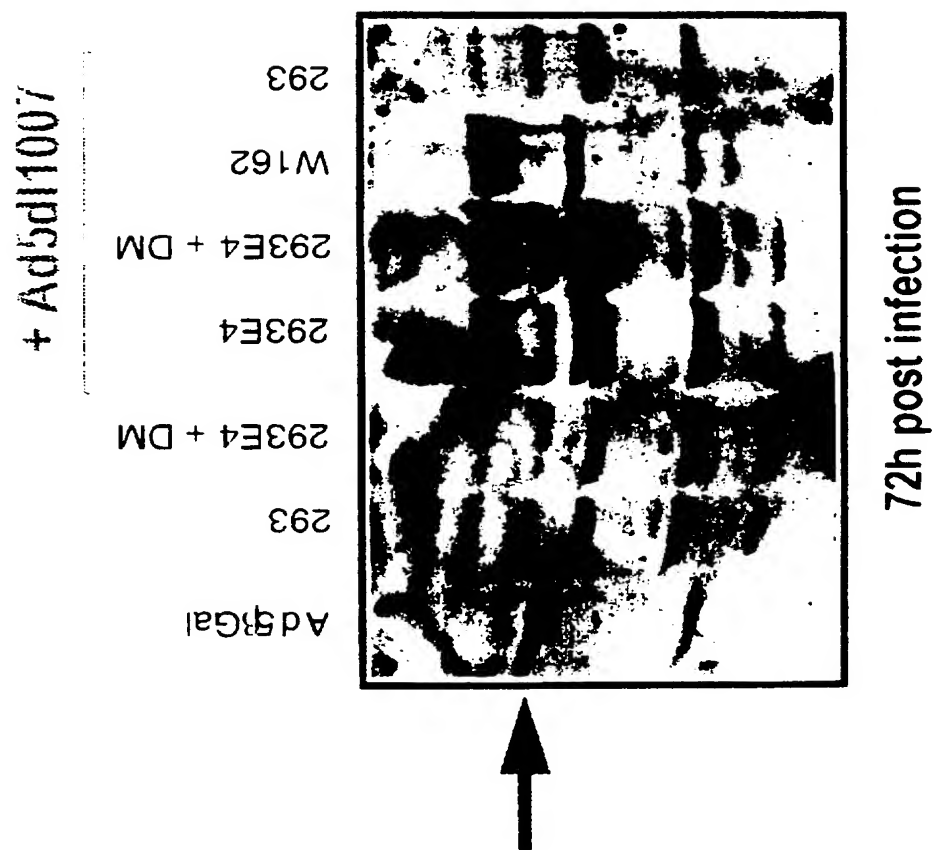 + Ad5dl1007
293
W162
293E4 + DM
293E4
293E4 + DM
293
Ad5βGal
72h post infection